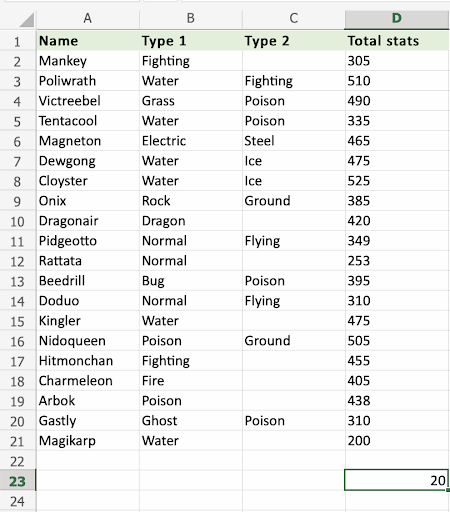 A B C D
1 Name Type 1 Type 2 Total stats
2 Mankey Fighting 305
3 Poliwrath Water Fighting 510
4 Victreebel Grass Poison 490
5 Tentacool Water Poison 335
6 Magneton Electric Steel 465
7 Dewgong Water Ice 475
8 Cloyster Water Ice 525
9 Onix Rock Ground 385
10 Dragonair Dragon 420
11 Pidgeotto Normal Flying 349
12 Rattata Normal 253
13 Beedrill Bug Poison 395
14 Doduo Normal Flying 310
15 Kingler Water 475
16 Nidoqueen Poison Ground 505
17 Hitmonchan Fighting 455
18 Charmeleon Fire 405
19 Arbok Poison 438
20 Gastly Ghost Poison 310
21 Magikarp Water 200
22
23 20
24